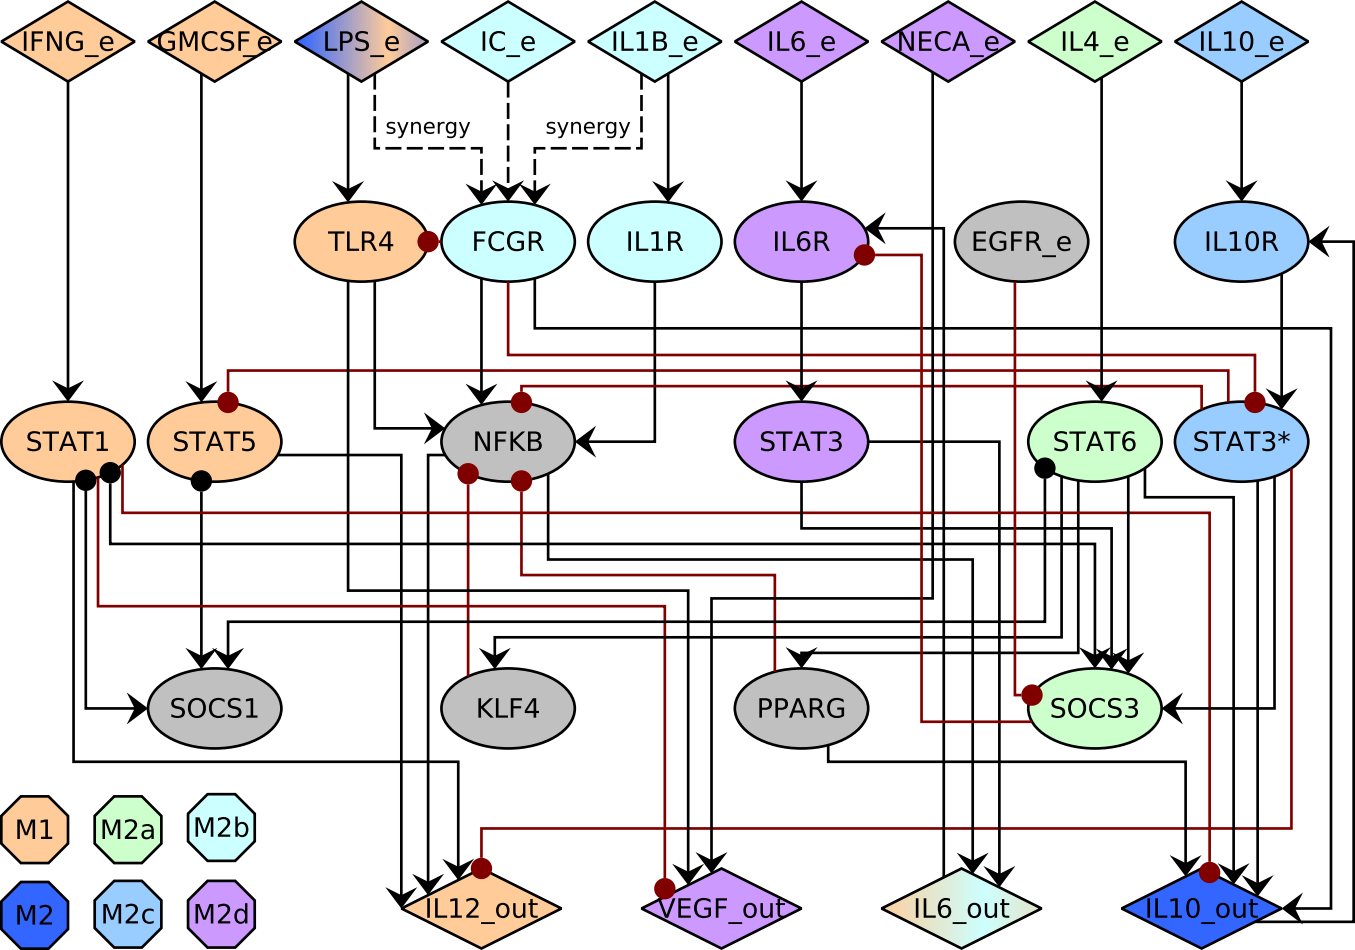 IFNG_e GMCSF_e LPS_e IC_e IL1B_e IL6_e NECA_e IL4_e IL10_e
synergy synergy
TLR4 FCGR IL1R IL6R EGFR_e IL10R
STAT1 STAT5 NFKB STAT3 STAT6 STAT3*
SOCS1 KLF4 PPARG SOCS3
M1 M2a M2b
M2 M2c M2d
IL12_out VEGF_out IL6_out IL10_out